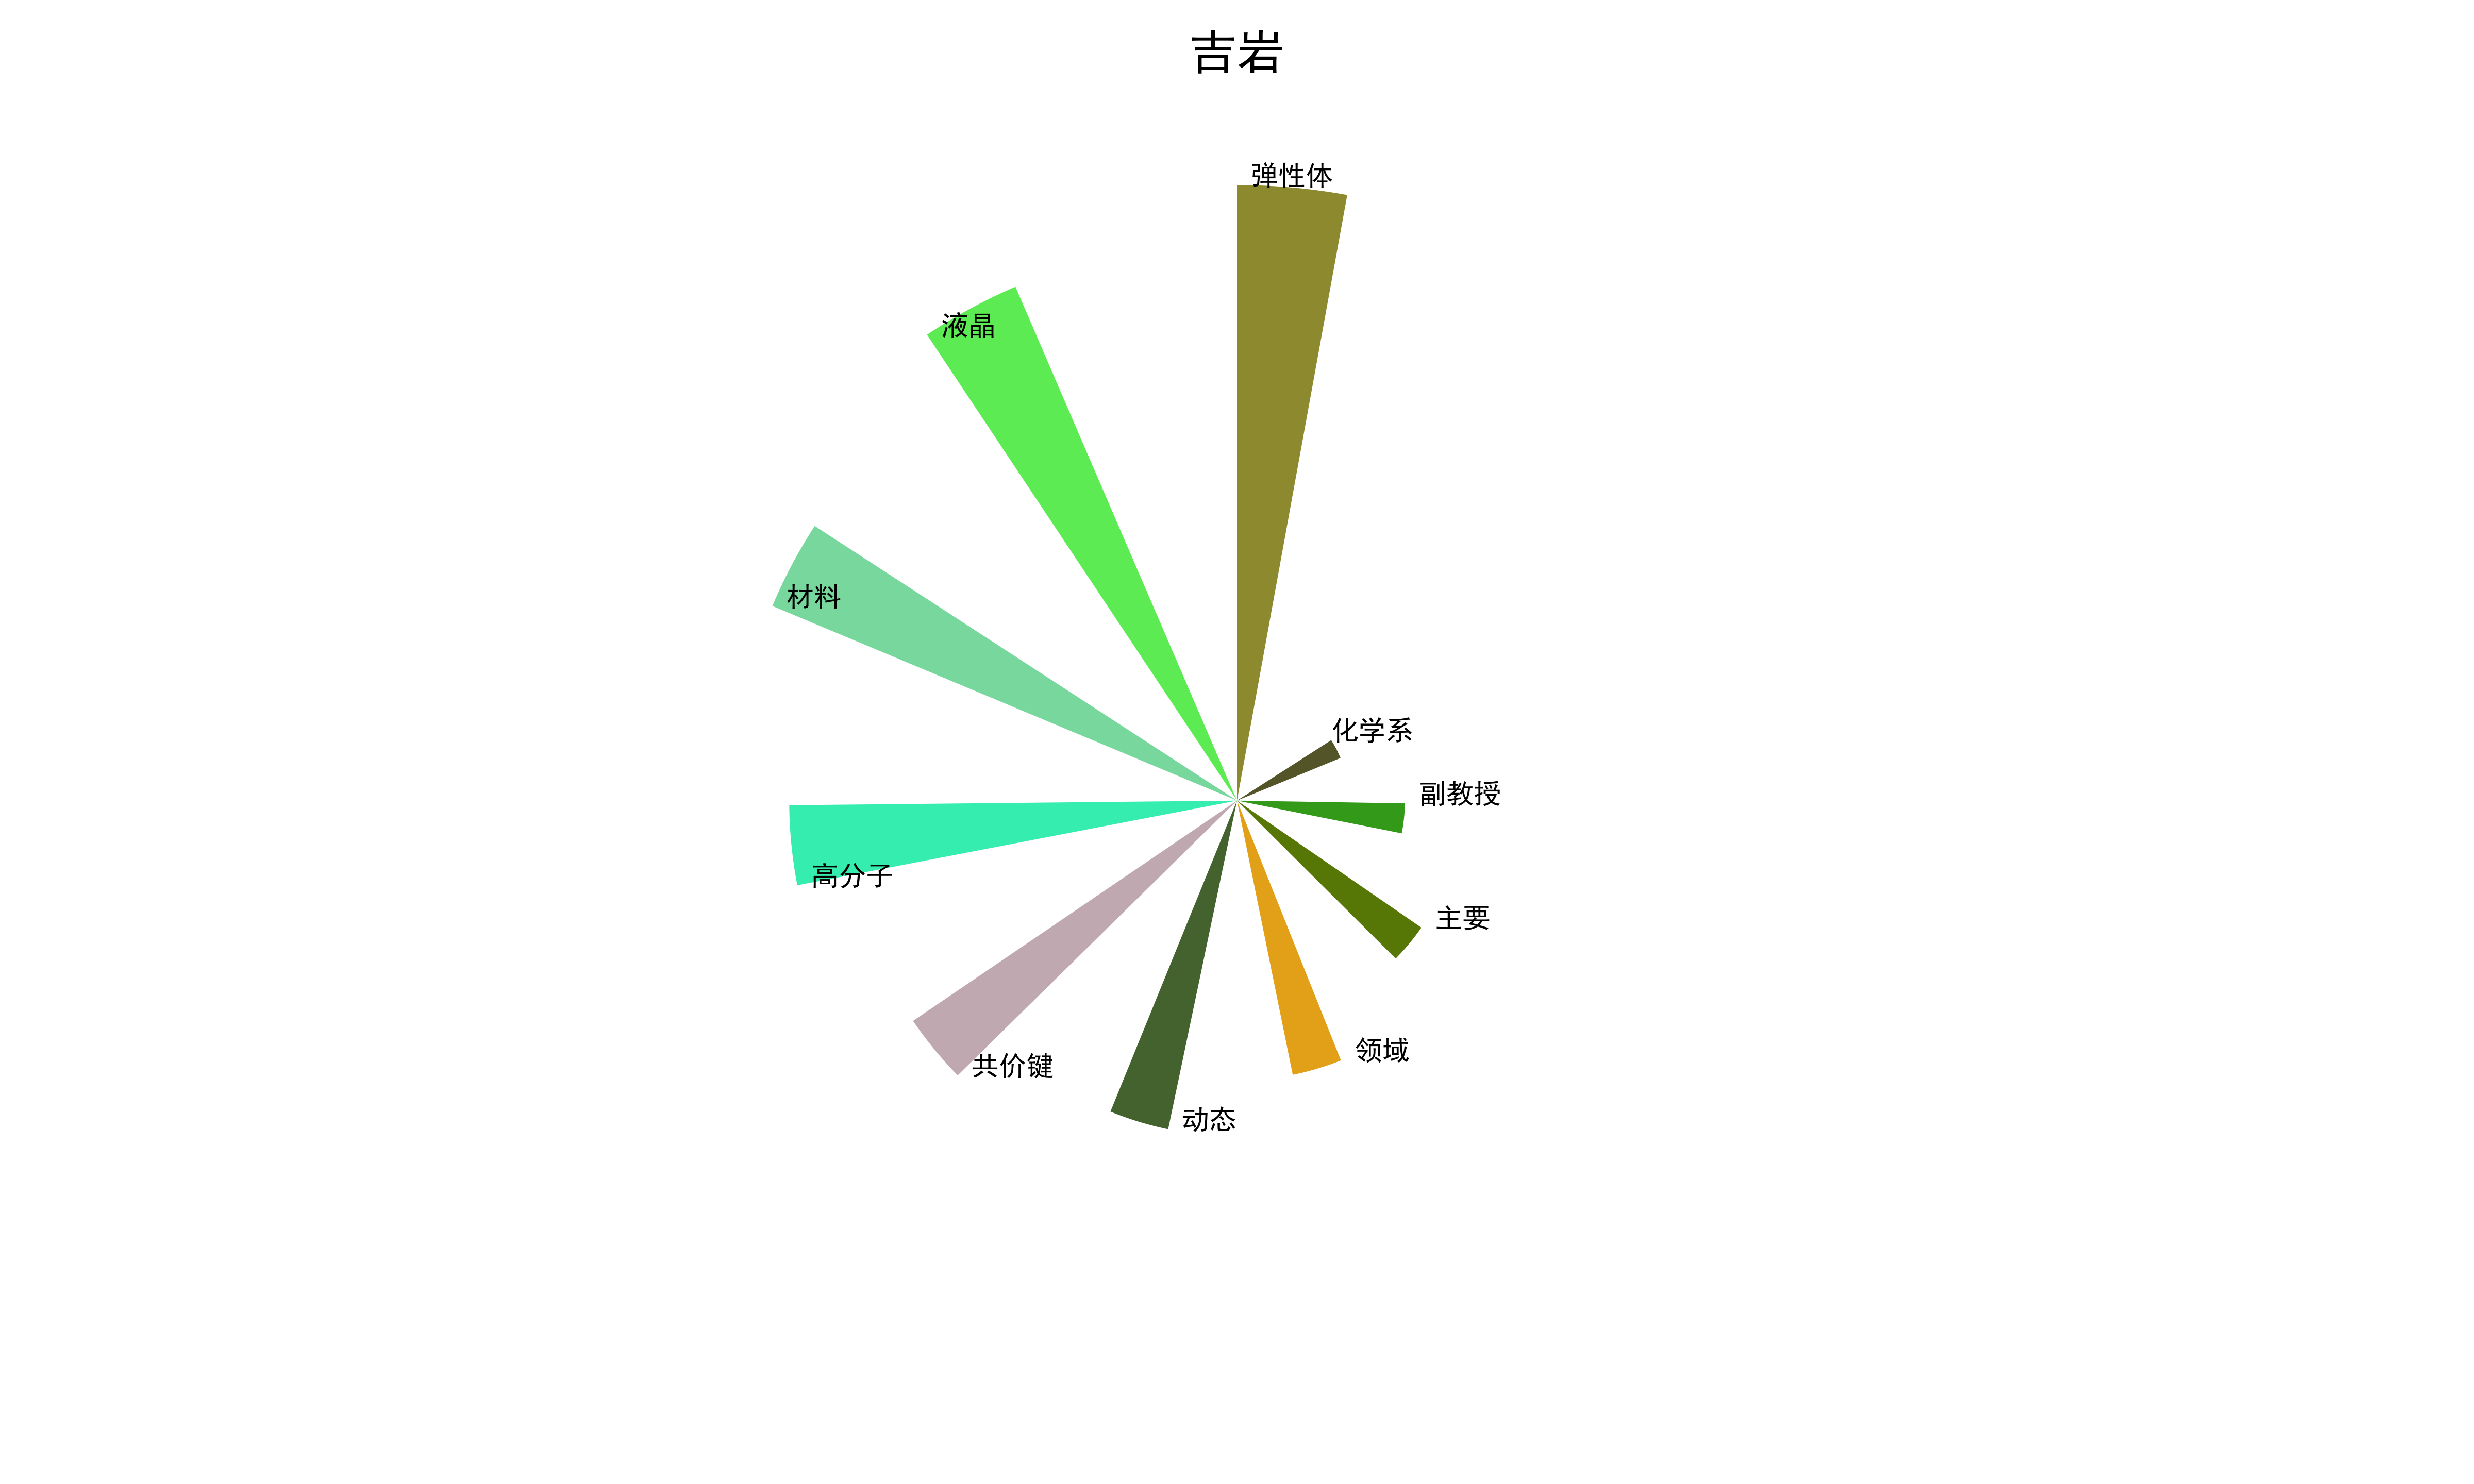 吉岩
弹性体
液晶
材料
化学系
副教授
高分子
主要
领域
共价键
动态